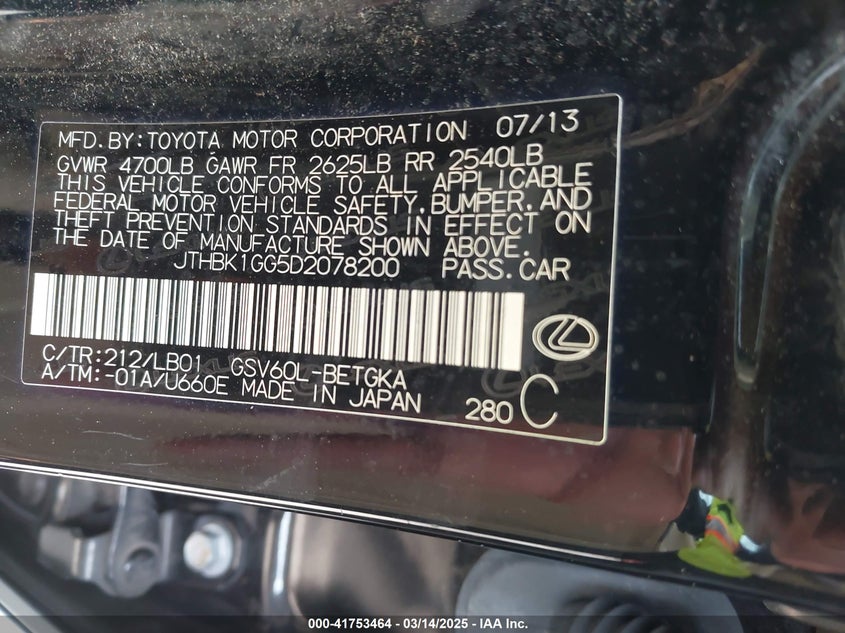 MFD.BY:TOYOTA MOTOR CORPORATION 07/13
GVWR 4700LB GAWR FR 2625LB RR 2540LB
THIS VEHICLE CONFORMS TO ALL APPLICABLE
FEDERAL MOTOR VEHICLE SAFETY,BUMPER,AND
THEFT PREVENTION STANDARDS IN EFFECT ON
THE DATE OF MANUFACTURE SHOWN ABOVE.
JTHBK1GG5D2078200 PASS.CAR
C/TR:212/LB01 GSV60L-BETGKA
A/TM:-01A/U660E MADE IN JAPAN
280 C
000-41753464 - 03/14/2025 - IAA Inc.